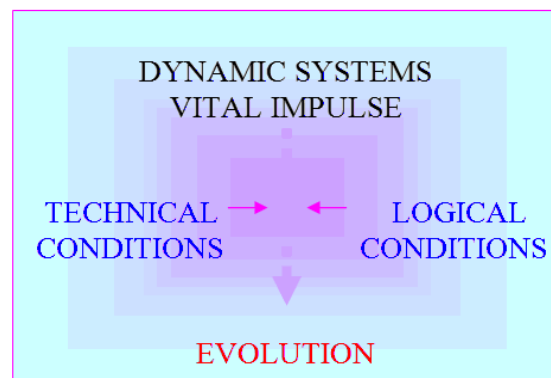 DYNAMIC SYSTEMS
VITAL IMPULSE
TECHNICAL
CONDITIONS
LOGICAL
CONDITIONS
EVOLUTION